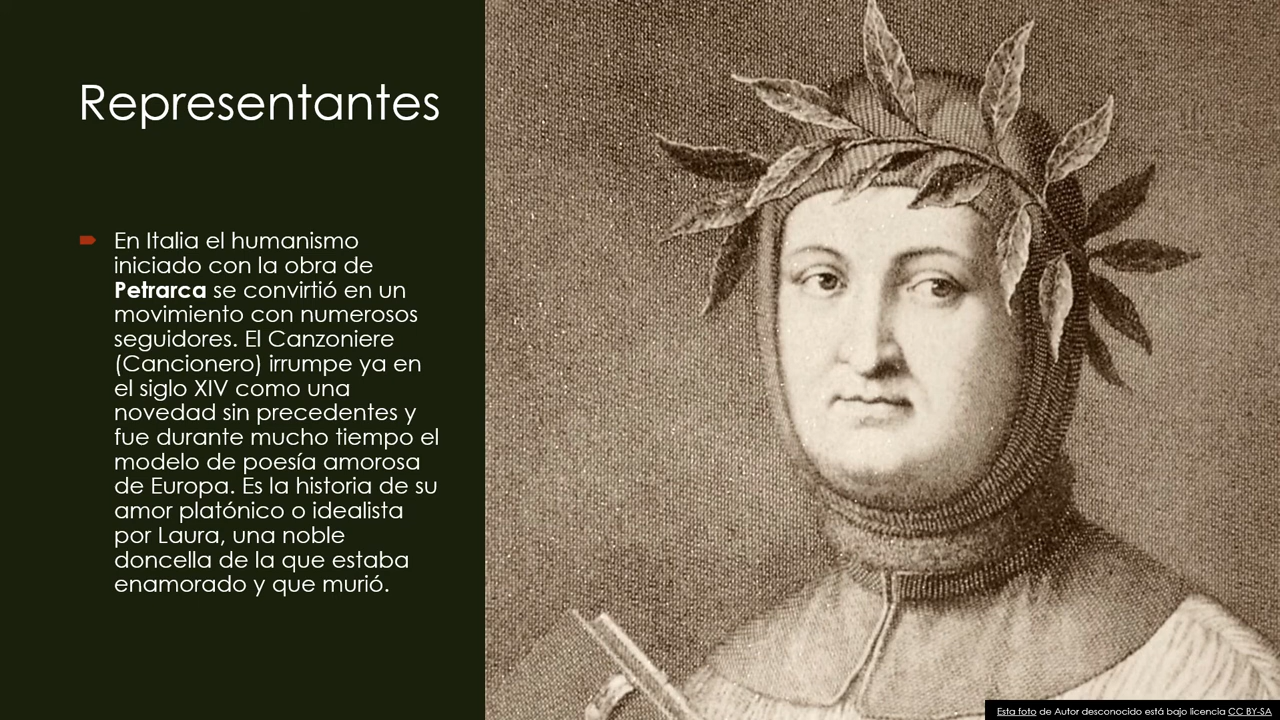 Representantes
En Italia el humanismo
iniciado con la obra de
Petrarca se convirtió en un
movimiento con numerosos
seguidores. El Canzoniere
(Cancionero) irrumpe ya en
el siglo XIV como una
novedad sin precedentes y
fue durante mucho tiempo el
modelo de poesía amorosa
de Europa. Es la historia de su
amor platónico o idealista
por Laura, una noble
doncella de la que estaba
enamorado y que murió.
Esta foto de Autor desconocido está bajo licencia CC BY-SA